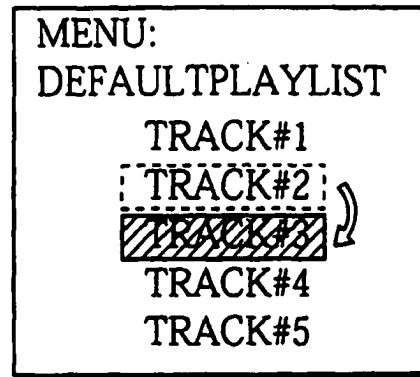 MENU:
DEFAULTPLAYLIST
TRACK#1
TRACK#2
TRACK#3
TRACK#4
TRACK#5